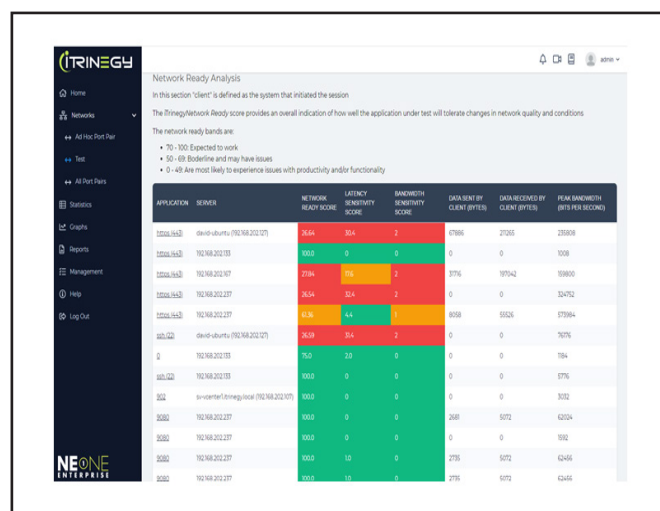 iTRINEGY
admin
Home
Networks
Ad Hoc Port Pair
Test
All Port Pairs
Statistics
Graphs
Reports
Management
Help
Log Out
NEONE
ENTERPRISE
Network Ready Analysis
In this section "client" is defined as the system that initiated the session
The iTrinegyNetwork Ready score provides an overall indication of how well the application under test will tolerate changes in network quality and conditions
The network ready bands are:
• 70 - 100: Expected to work
• 50 - 69: Boderline and may have issues
• 0 - 49: Are most likely to experience issues with productivity and/or functionality
APPLICATION SERVER NETWORK READY SCORE LATENCY SENSITIVITY SCORE BANDWIDTH SENSITIVITY SCORE DATA SENT BY CLIENT (BYTES) DATA RECEIVED BY CLIENT (BYTES) PEAK BANDWIDTH (BITS PER SECOND)
https (443) david-ubuntu (192.168.202.127) 26.64 30.4 2 67886 21265 235808
https (443) 192.168.202.133 100.0 0 0 0 0 1008
https (443) 192.168.202.167 27.84 17.6 2 31716 197042 159800
https (443) 192.168.202.237 26.54 32.4 2 0 0 324752
https (443) 192.168.202.237 61.36 4.4 1 8058 55526 573984
ssh (22) david-ubuntu (192.168.202.127) 26.59 31.4 2 0 0 76776
0 192.168.202.133 75.0 2.0 0 0 0 1184
ssh (22) 192.168.202.133 100.0 0 0 0 0 5776
902 sv-vcenter1.itrinegy.local (192.168.202.107) 100.0 0 0 0 0 3032
9080 192.168.202.237 100.0 0 0 2681 5072 62024
9080 192.168.202.237 100.0 0 0 0 0 1592
9080 192.168.202.237 100.0 1.0 0 2735 5072 62456
9080 192.168.202.237 100.0 1.0 0 2735 5072 62456